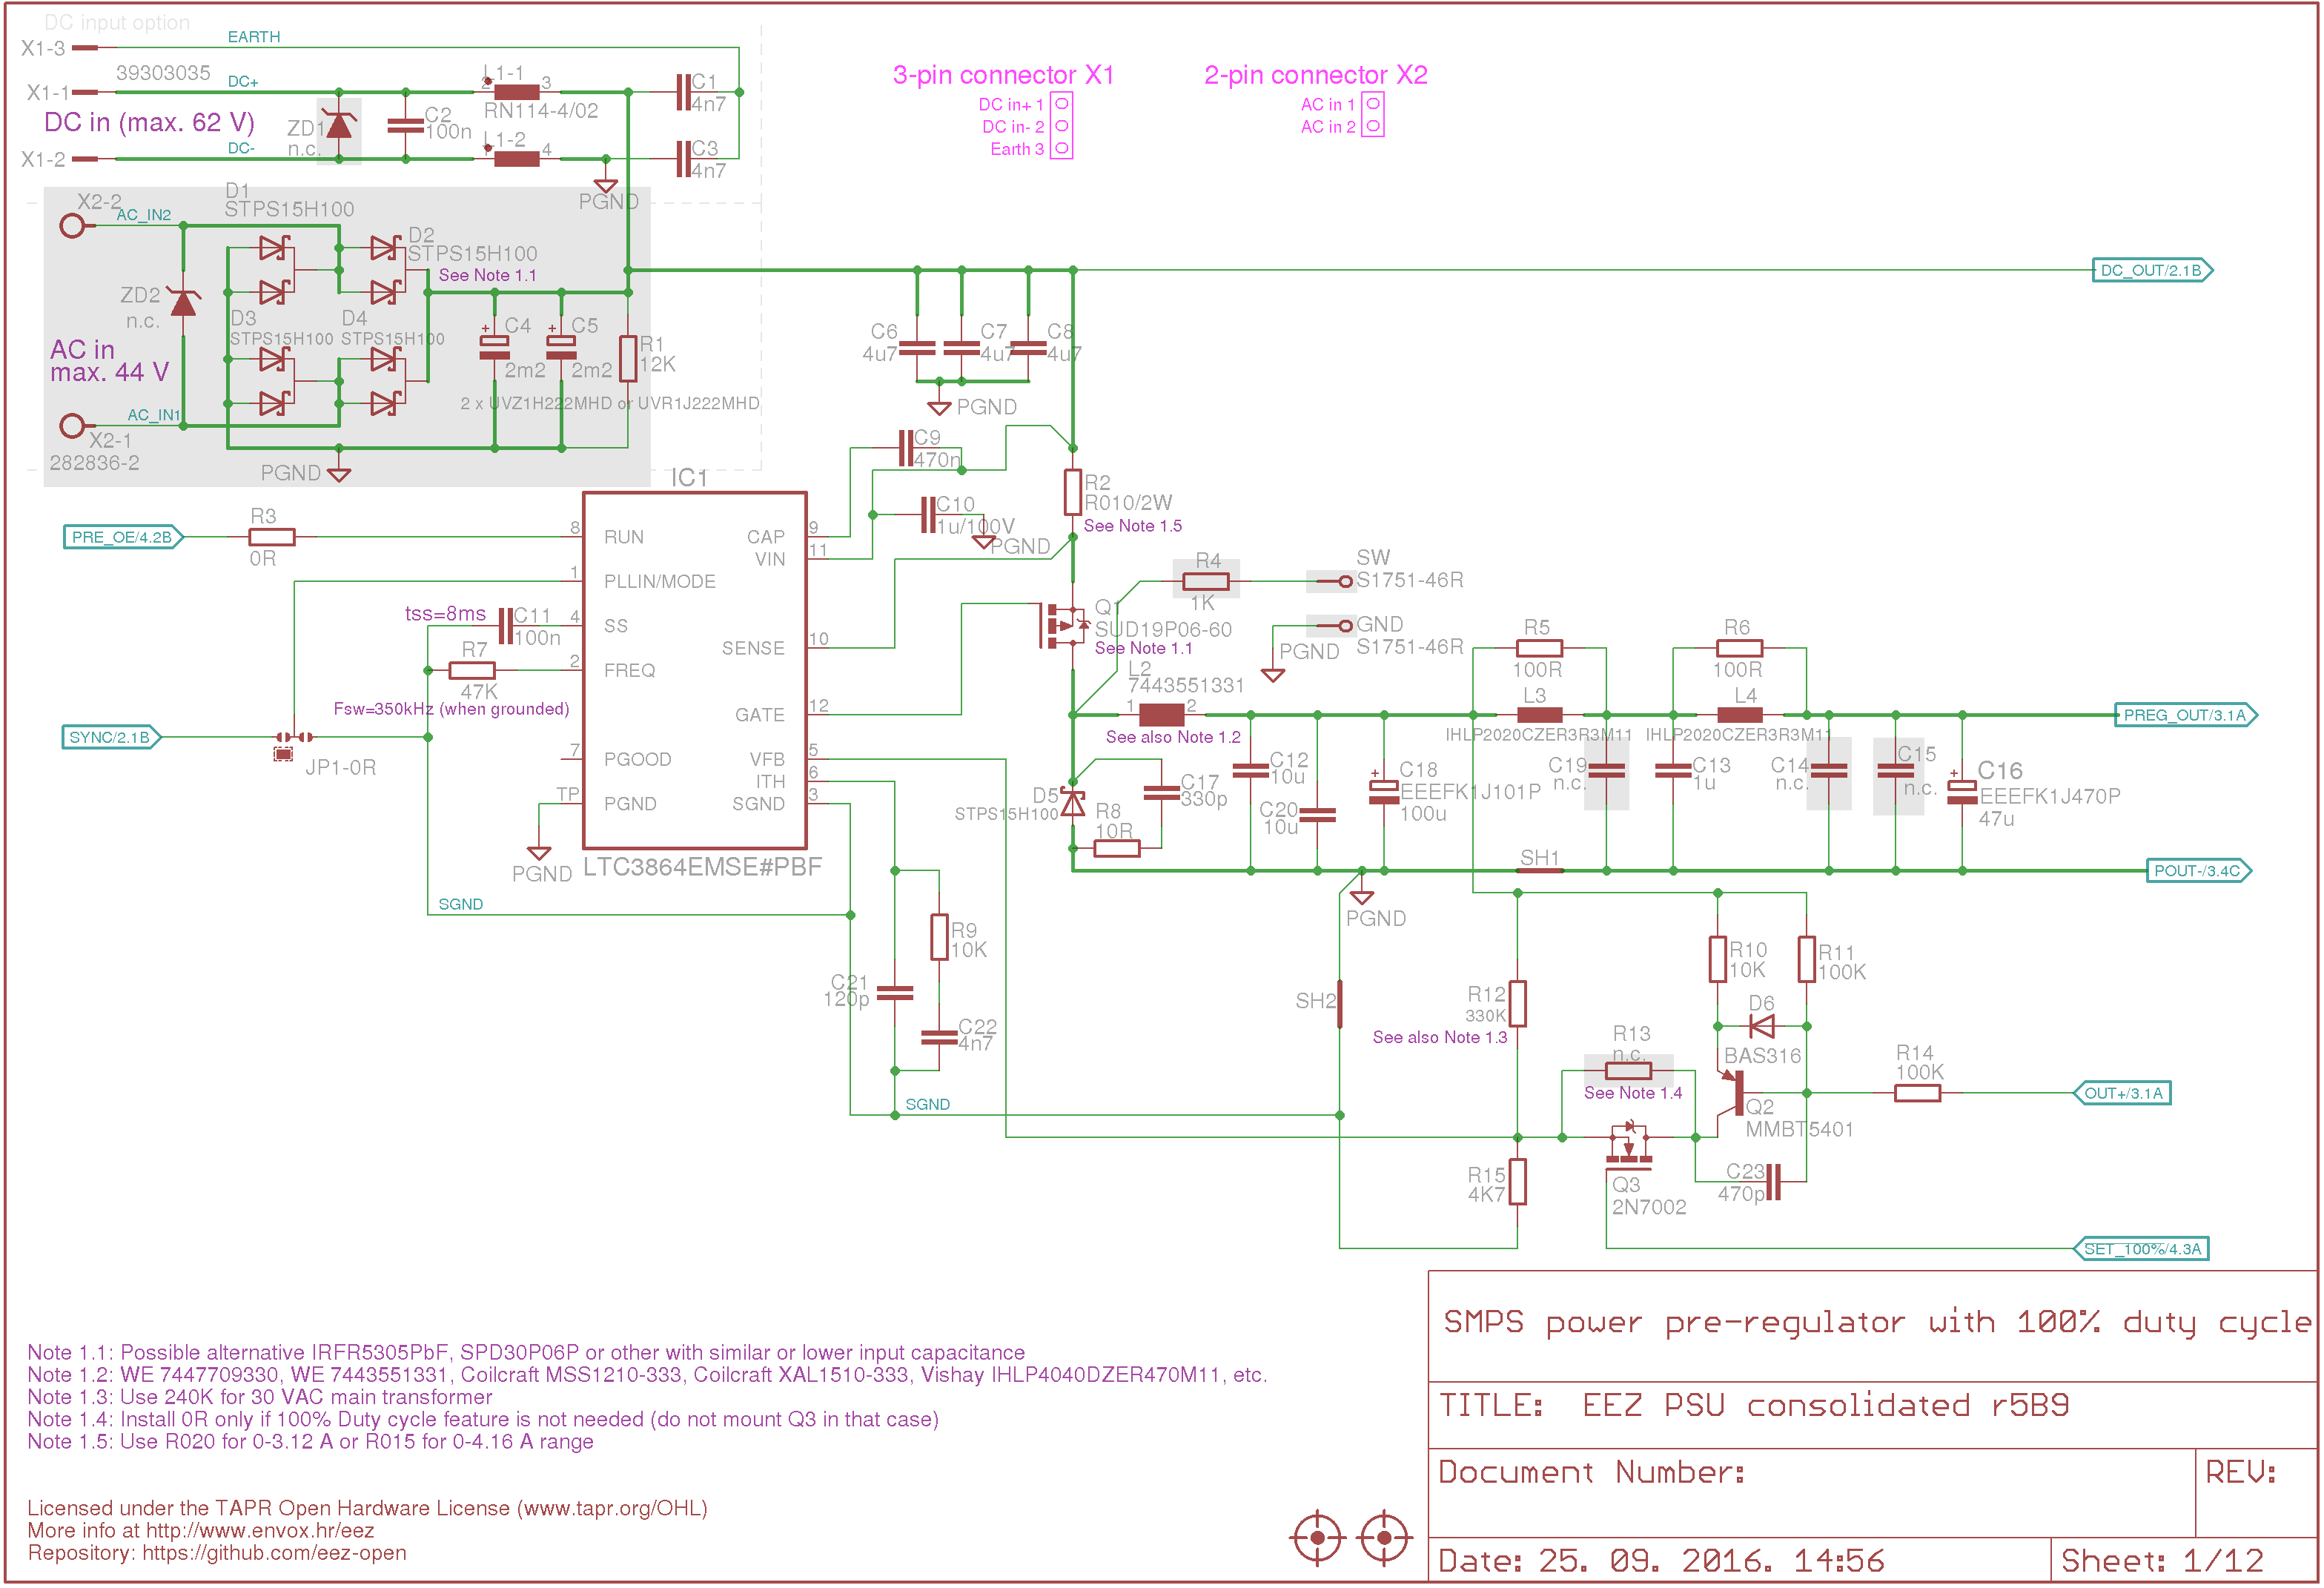 DC input option
X1-3
EARTH
39303035
X1-1
DC+
L1-1
2
3
RN114-4/02
C1
4n7
DC in (max. 62 V)
ZD1
n.c.
C2
100n
L1-2
4
X1-2
DC-
C3
4n7
PGND
3-pin connector X1
DC in+ 1
DC in- 2
Earth 3
2-pin connector X2
AC in 1
AC in 2
X2-2
AC_IN2
D1
STPS15H100
D2
STPS15H100
See Note 1.1
ZD2
n.c.
D3
STPS15H100
D4
STPS15H100
C4
2m2
C5
2m2
R1
12K
AC in
max. 44 V
2 x UVZ1H222MHD or UVR1J222MHD
AC_IN1
X2-1
282836-2
PGND
DC_OUT/2.1B
C6
4u7
C7
4u7
C8
4u7
PGND
C9
470n
C10
1u/100V
PGND
R2
R010/2W
See Note 1.5
IC1
PRE_OE/4.2B
R3
0R
8
RUN
CAP
9
VIN
11
1
PLLIN/MODE
tss=8ms
C11
100n
4
SS
R7
47K
2
FREQ
SENSE
10
Fsw=350kHz (when grounded)
GATE
12
SYNC/2.1B
JP1-0R
7
PGOOD
VFB
5
ITH
6
TP
PGND
SGND
3
PGND
LTC3864EMSE#PBF
R4
1K
SW
S1751-46R
GND
S1751-46R
PGND
Q1
SUD19P06-60
See Note 1.1
L2
7443551331
1
2
See also Note 1.2
R5
100R
L3
IHLP2020CZER3R3M11
R6
100R
L4
IHLP2020CZER3R3M11
PREG_OUT/3.1A
D5
STPS15H100
C17
330p
R8
10R
C12
10u
C20
10u
C18
EEEFK1J101P
100u
C19
n.c.
C13
1u
C14
n.c.
C15
n.c.
C16
EEEFK1J470P
47u
SH1
POUT-/3.4C
PGND
SGND
R9
10K
C21
120p
C22
4n7
SGND
SH2
R12
330K
See also Note 1.3
R10
10K
R11
100K
D6
BAS316
R13
n.c.
See Note 1.4
R14
100K
OUT+/3.1A
Q2
MMBT5401
R15
4K7
Q3
2N7002
C23
470p
SET_100%/4.3A
Note 1.1: Possible alternative IRFR5305PbF, SPD30P06P or other with similar or lower input capacitance
Note 1.2: WE 7447709330, WE 7443551331, Coilcraft MSS1210-333, Coilcraft XAL1510-333, Vishay IHLP4040DZER470M11, etc.
Note 1.3: Use 240K for 30 VAC main transformer
Note 1.4: Install 0R only if 100% Duty cycle feature is not needed (do not mount Q3 in that case)
Note 1.5: Use R020 for 0-3.12 A or R015 for 0-4.16 A range
Licensed under the TAPR Open Hardware License (www.tapr.org/OHL)
More info at http://www.envox.hr/eez
Repository: https://github.com/eez-open
SMPS power pre-regulator with 100% duty cycle
TITLE: EEZ PSU consolidated r5B9
Document Number:
REV:
Date: 25. 09. 2016. 14:56
Sheet: 1/12